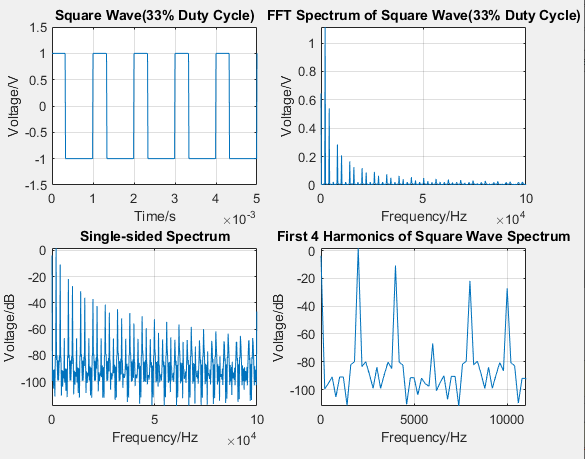 Square Wave(33% Duty Cycle)
1.5
1
0.5
0
-0.5
-1
-1.5
Voltage/V
0 1 2 3 4 5
Time/s
×10⁻³
FFT Spectrum of Square Wave(33% Duty Cycle)
1
0.8
0.6
0.4
0.2
0
Voltage/V
0 5 10
Frequency/Hz
×10⁴
Single-sided Spectrum
0
-20
-40
-60
-80
-100
Voltage/dB
0 5 10
Frequency/Hz
×10⁴
First 4 Harmonics of Square Wave Spectrum
0
-20
-40
-60
-80
-100
Voltage/dB
0 5000 10000
Frequency/Hz